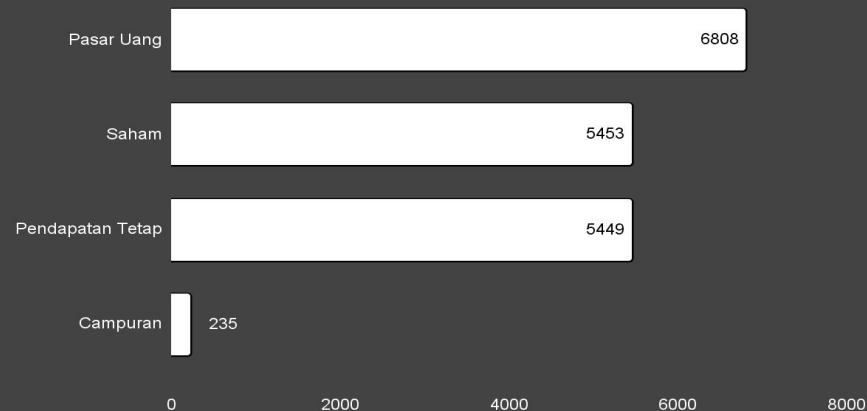 Pasar Uang 6808
Saham 5453
Pendapatan Tetap 5449
Campuran 235
0 2000 4000 6000 8000